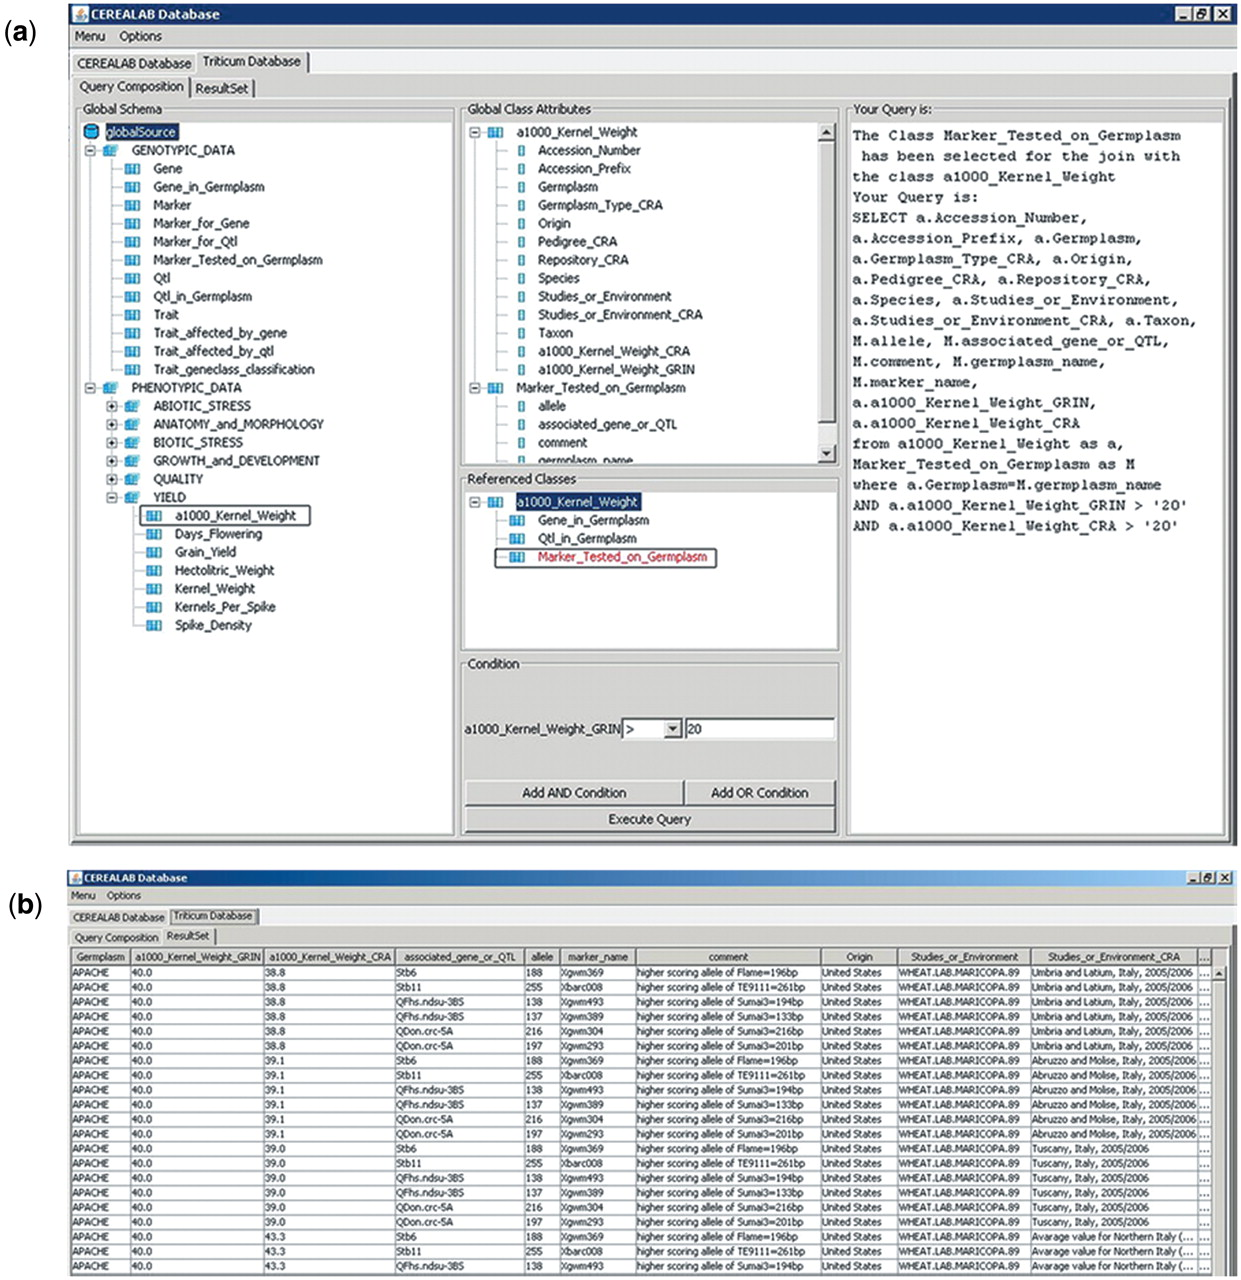 (a)
CEREALAB Database
Menu Options
CEREALAB Database Triticum Database
Query Composition ResultSet
Global Schema
globalSource
GENOTYPIC_DATA
Gene
Gene_in_Germplasm
Marker
Marker_for_Gene
Marker_for_Qtl
Marker_Tested_on_Germplasm
Qtl
Qtl_in_Germplasm
Trait
Trait_affected_by_gene
Trait_affected_by_qtl
Trait_geneclass_classification
PHENOTYPIC_DATA
ABIOTIC_STRESS
ANATOMY_and_MORPHOLOGY
BIOTIC_STRESS
GROWTH_and_DEVELOPMENT
QUALITY
YIELD
a1000_Kernel_Weight
Days_Flowering
Grain_Yield
Hectolitric_Weight
Kernel_Weight
Kernels_Per_Spike
Spike_Density
Global Class Attributes
a1000_Kernel_Weight
Accession_Number
Accession_Prefix
Germplasm
Germplasm_Type_CRA
Origin
Pedigree_CRA
Repository_CRA
Species
Studies_or_Environment
Studies_or_Environment_CRA
Taxon
a1000_Kernel_Weight_CRA
a1000_Kernel_Weight_GRIN
Marker_Tested_on_Germplasm
allele
associated_gene_or_QTL
comment
germplasm_name
Referenced Classes
a1000_Kernel_Weight
Gene_in_Germplasm
Qtl_in_Germplasm
Marker_Tested_on_Germplasm
Condition
a1000_Kernel_Weight_GRIN > 20
Add AND Condition Add OR Condition
Execute Query
Your Query is:
The Class Marker_Tested_on_Germplasm
has been selected for the join with
the class a1000_Kernel_Weight
Your Query is:
SELECT a.Accession_Number,
a.Accession_Prefix, a.Germplasm,
a.Germplasm_Type_CRA, a.Origin,
a.Pedigree_CRA, a.Repository_CRA,
a.Species, a.Studies_or_Environment,
a.Studies_or_Environment_CRA, a.Taxon,
M.allele, M.associated_gene_or_QTL,
M.comment, M.germplasm_name,
M.marker_name,
a.a1000_Kernel_Weight_GRIN,
a.a1000_Kernel_Weight_CRA
from a1000_Kernel_Weight as a,
Marker_Tested_on_Germplasm as M
where a.Germplasm=M.germplasm_name
AND a.a1000_Kernel_Weight_GRIN > '20'
AND a.a1000_Kernel_Weight_CRA > '20'
(b)
CEREALAB Database
Menu Options
CEREALAB Database Triticum Database
Query Composition ResultSet
Germplasm a1000_Kernel_Weight_GRIN a1000_Kernel_Weight_CRA associated_gene_or_QTL allele marker_name comment Origin Studies_or_Environment Studies_or_Environment_CRA ...
APACHE 40.0 38.8 Stb6 188 Xgwm369 higher scoring allele of Flame=196bp United States WHEAT.LAB.MARICOPA.89 Umbria and Latium, Italy, 2005/2006 ...
APACHE 40.0 38.8 Stb11 255 Xbarc008 higher scoring allele of TE9111=261bp United States WHEAT.LAB.MARICOPA.89 Umbria and Latium, Italy, 2005/2006 ...
APACHE 40.0 38.8 QFhs.ndsu-3BS 138 Xgwm493 higher scoring allele of Sumai3=194bp United States WHEAT.LAB.MARICOPA.89 Umbria and Latium, Italy, 2005/2006 ...
APACHE 40.0 38.8 QFhs.ndsu-3BS 137 Xgwm389 higher scoring allele of Sumai3=133bp United States WHEAT.LAB.MARICOPA.89 Umbria and Latium, Italy, 2005/2006 ...
APACHE 40.0 38.8 QDon.crc-5A 216 Xgwm304 higher scoring allele of Sumai3=216bp United States WHEAT.LAB.MARICOPA.89 Umbria and Latium, Italy, 2005/2006 ...
APACHE 40.0 38.8 QDon.crc-5A 197 Xgwm293 higher scoring allele of Sumai3=201bp United States WHEAT.LAB.MARICOPA.89 Umbria and Latium, Italy, 2005/2006 ...
APACHE 40.0 39.1 Stb6 188 Xgwm369 higher scoring allele of Flame=196bp United States WHEAT.LAB.MARICOPA.89 Abruzzo and Molise, Italy, 2005/2006 ...
APACHE 40.0 39.1 Stb11 255 Xbarc008 higher scoring allele of TE9111=261bp United States WHEAT.LAB.MARICOPA.89 Abruzzo and Molise, Italy, 2005/2006 ...
APACHE 40.0 39.1 QFhs.ndsu-3BS 138 Xgwm493 higher scoring allele of Sumai3=194bp United States WHEAT.LAB.MARICOPA.89 Abruzzo and Molise, Italy, 2005/2006 ...
APACHE 40.0 39.1 QFhs.ndsu-3BS 137 Xgwm389 higher scoring allele of Sumai3=133bp United States WHEAT.LAB.MARICOPA.89 Abruzzo and Molise, Italy, 2005/2006 ...
APACHE 40.0 39.1 QDon.crc-5A 216 Xgwm304 higher scoring allele of Sumai3=216bp United States WHEAT.LAB.MARICOPA.89 Abruzzo and Molise, Italy, 2005/2006 ...
APACHE 40.0 39.1 QDon.crc-5A 197 Xgwm293 higher scoring allele of Sumai3=201bp United States WHEAT.LAB.MARICOPA.89 Abruzzo and Molise, Italy, 2005/2006 ...
APACHE 40.0 39.0 Stb6 188 Xgwm369 higher scoring allele of Flame=196bp United States WHEAT.LAB.MARICOPA.89 Tuscany, Italy, 2005/2006 ...
APACHE 40.0 39.0 Stb11 255 Xbarc008 higher scoring allele of TE9111=261bp United States WHEAT.LAB.MARICOPA.89 Tuscany, Italy, 2005/2006 ...
APACHE 40.0 39.0 QFhs.ndsu-3BS 138 Xgwm493 higher scoring allele of Sumai3=194bp United States WHEAT.LAB.MARICOPA.89 Tuscany, Italy, 2005/2006 ...
APACHE 40.0 39.0 QFhs.ndsu-3BS 137 Xgwm389 higher scoring allele of Sumai3=133bp United States WHEAT.LAB.MARICOPA.89 Tuscany, Italy, 2005/2006 ...
APACHE 40.0 39.0 QDon.crc-5A 216 Xgwm304 higher scoring allele of Sumai3=216bp United States WHEAT.LAB.MARICOPA.89 Tuscany, Italy, 2005/2006 ...
APACHE 40.0 39.0 QDon.crc-5A 197 Xgwm293 higher scoring allele of Sumai3=201bp United States WHEAT.LAB.MARICOPA.89 Tuscany, Italy, 2005/2006 ...
APACHE 40.0 43.3 Stb6 188 Xgwm369 higher scoring allele of Flame=196bp United States WHEAT.LAB.MARICOPA.89 Avarage value for Northern Italy (... ...
APACHE 40.0 43.3 Stb11 255 Xbarc008 higher scoring allele of TE9111=261bp United States WHEAT.LAB.MARICOPA.89 Avarage value for Northern Italy (... ...
APACHE 40.0 43.3 QFhs.ndsu-3BS 138 Xgwm493 higher scoring allele of Sumai3=194bp United States WHEAT.LAB.MARICOPA.89 Avarage value for Northern Italy (... ...